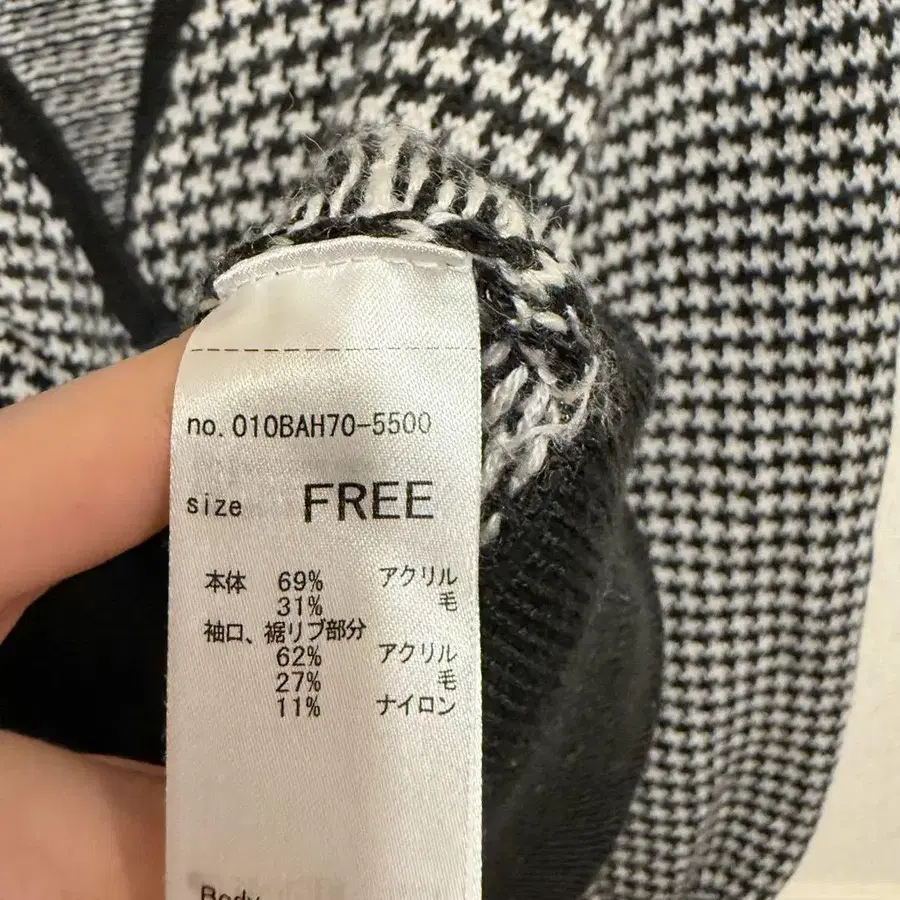 no.010BAH70-5500
size FREE
本体 69% アクリル
31% 毛
袖口、裾リブ部分
62% アクリル
27% 毛
11% ナイロン
Body